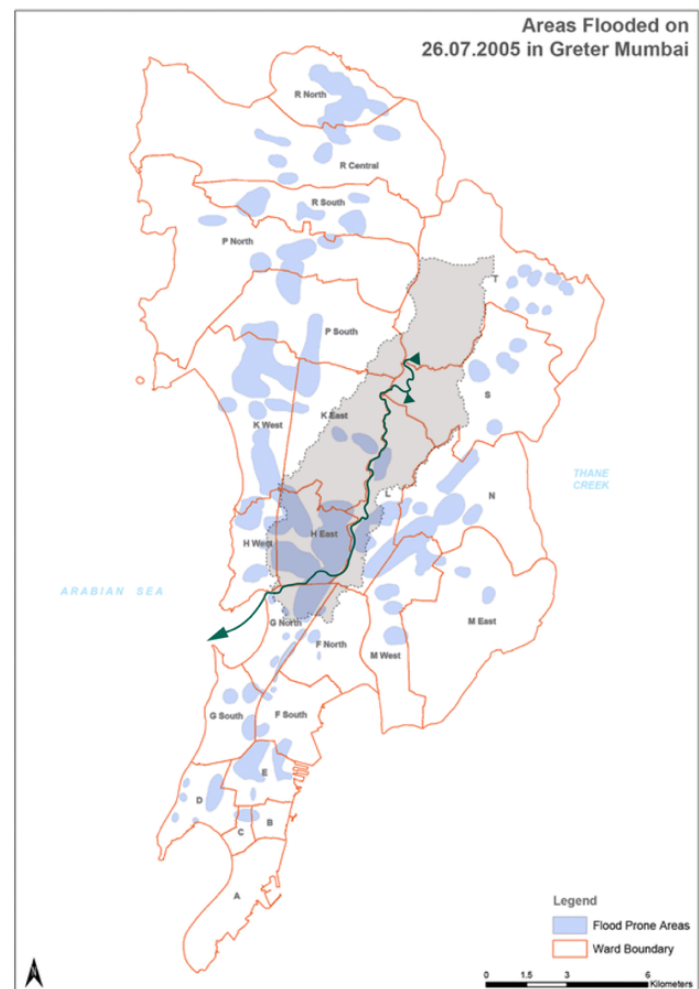 Areas Flooded on
26.07.2005 in Greter Mumbai
R North
R Central
R South
P North
T
P South
S
K East
K West
THANE
CREEK
L
N
H West
H East
ARABIAN SEA
G North
F North
M West
M East
G South
F South
E
D
B
C
A
Legend
Flood Prone Areas
Ward Boundary
N
0 1.5 3 6
Kilometers